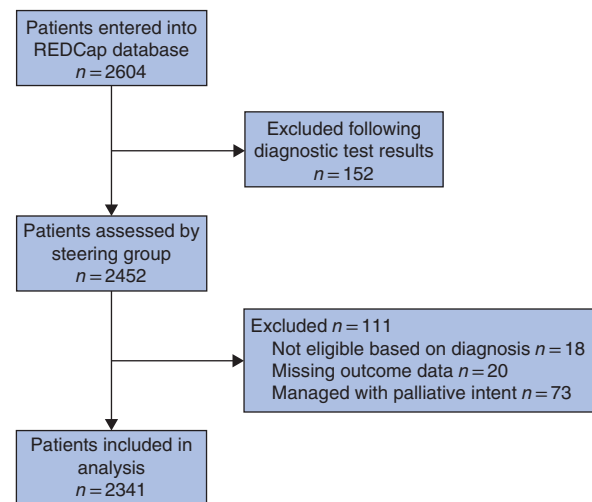 Patients entered into
REDCap database
n = 2604
Excluded following
diagnostic test results
n = 152
Patients assessed by
steering group
n = 2452
Excluded n = 111
Not eligible based on diagnosis n = 18
Missing outcome data n = 20
Managed with palliative intent n = 73
Patients included in
analysis
n = 2341